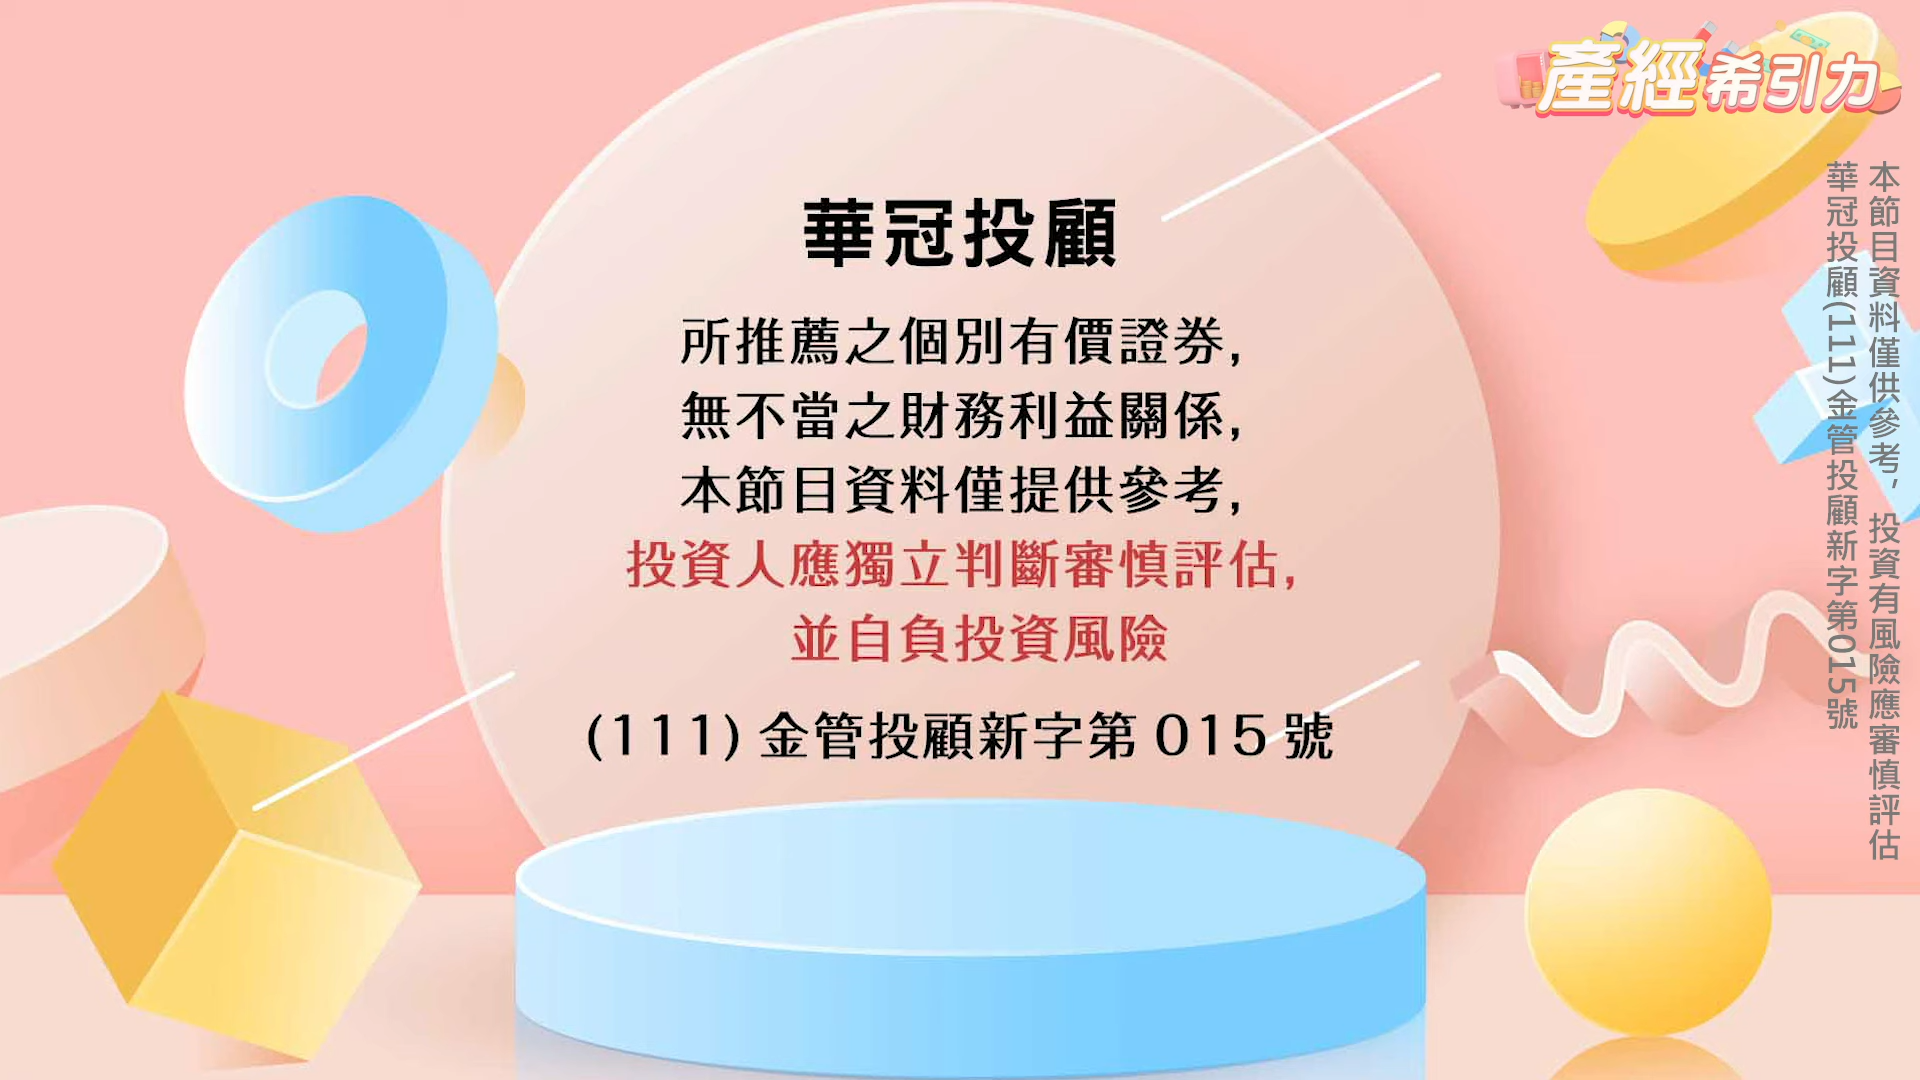 產經希引力
華冠投顧
所推薦之個別有價證券,
無不當之財務利益關係,
本節目資料僅提供參考,
投資人應獨立判斷審慎評估,
並自負投資風險
(111) 金管投顧新字第 015 號
本節目資料僅供參考，投資有風險應審慎評估
華冠投顧(111)金管投顧新字第015號